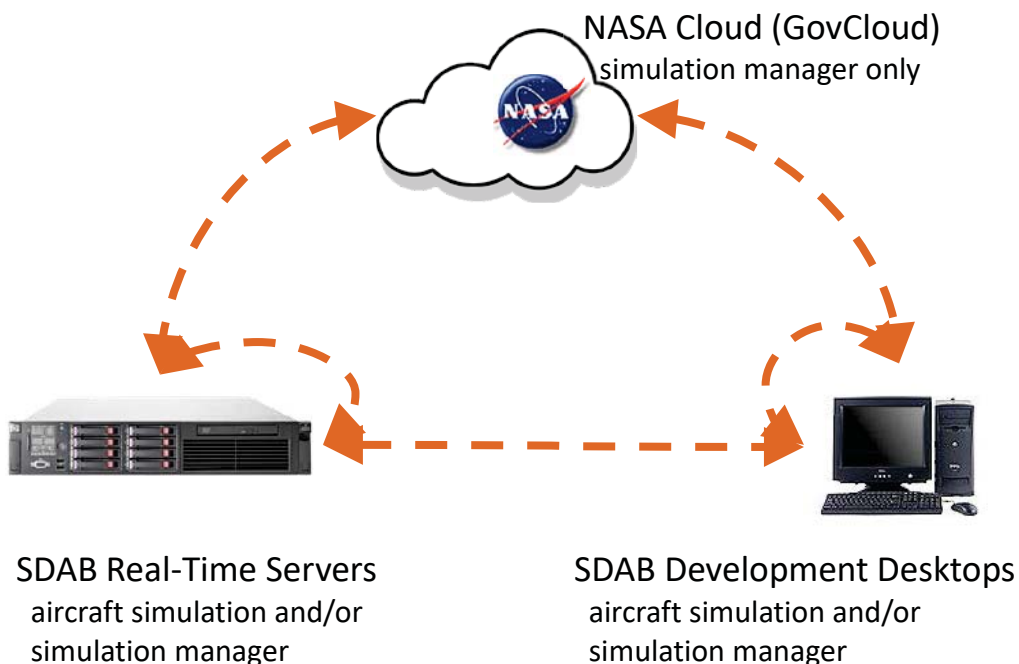 NASA Cloud (GovCloud)
simulation manager only
NASA
SDAB Real-Time Servers
aircraft simulation and/or
simulation manager
SDAB Development Desktops
aircraft simulation and/or
simulation manager